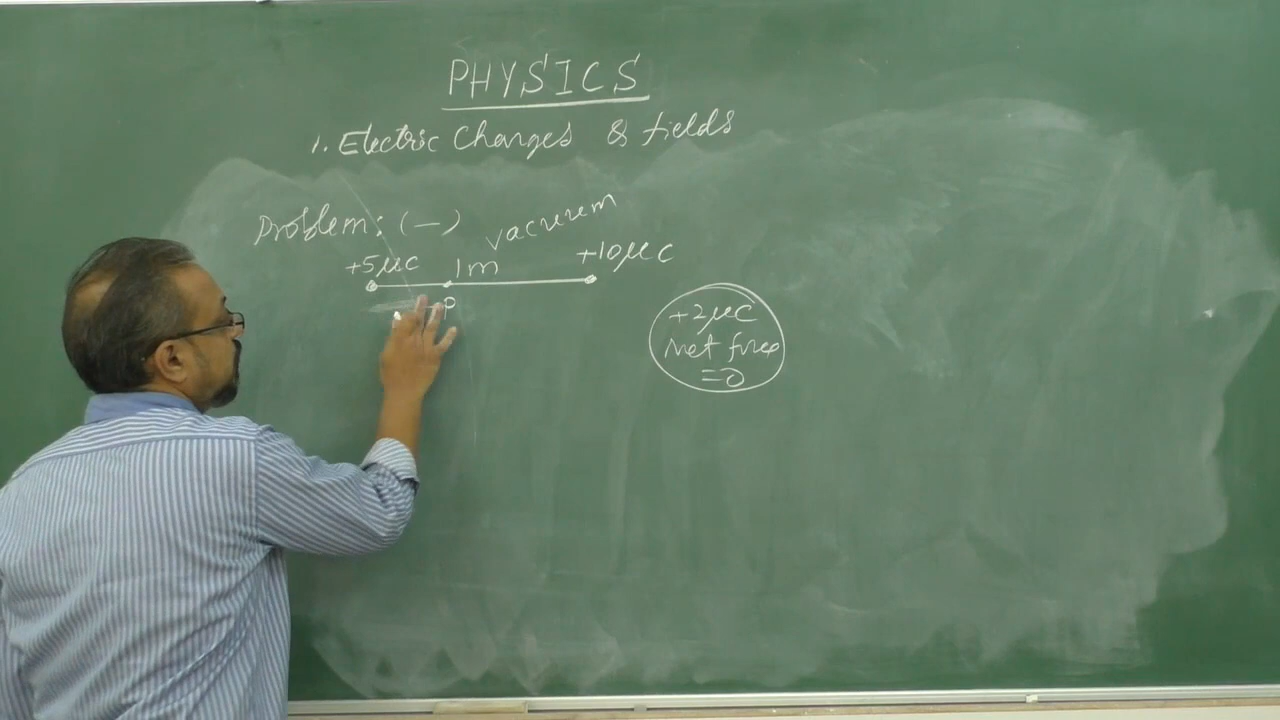 PHYSICS
1. Electric Charges & fields
Problem: (-)
vacuum
+5μC 1m +10μC
P
+2μC
Net force
=0